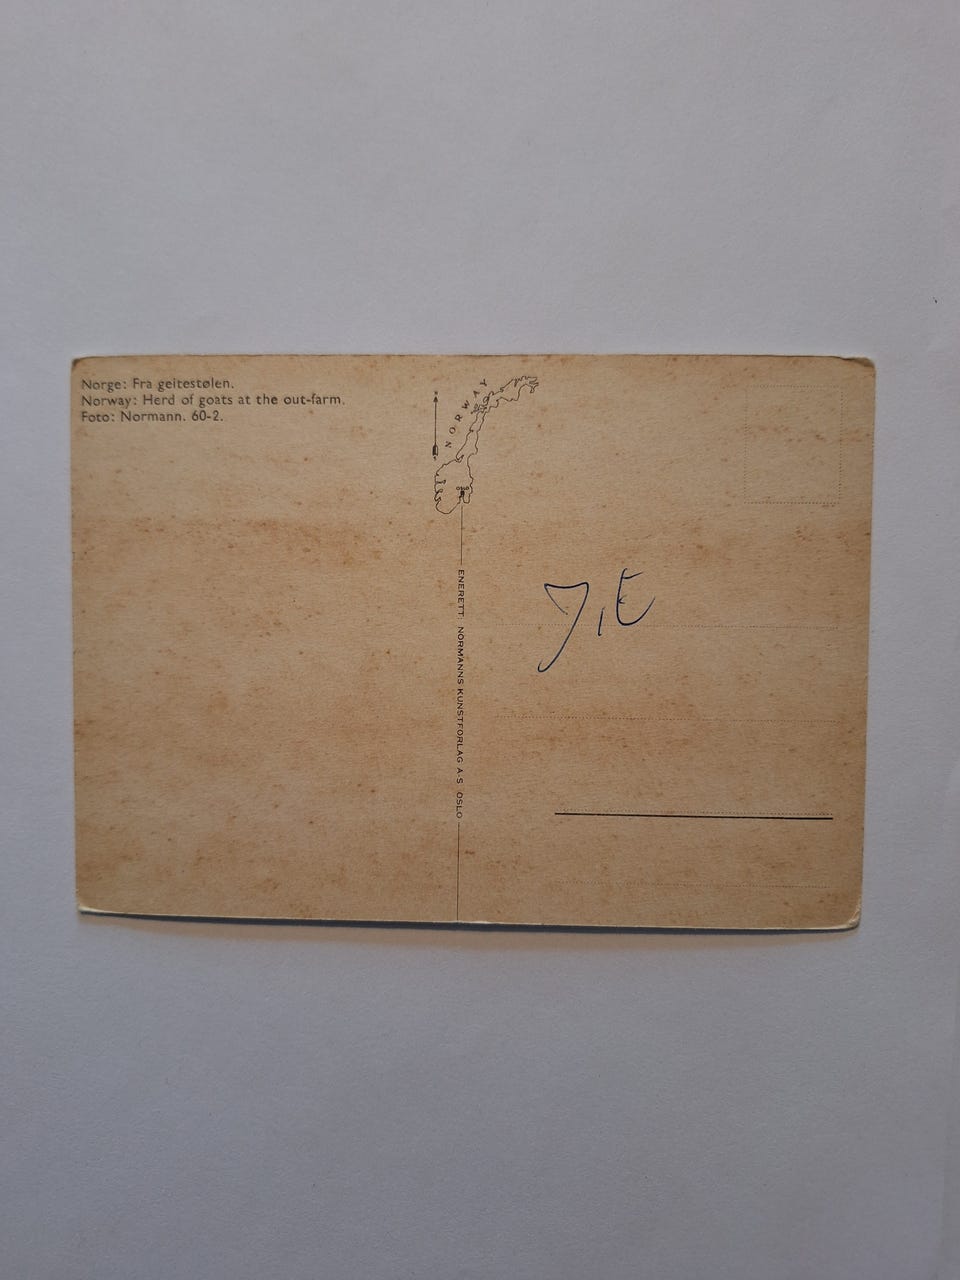 Norge: Fra geitestølen.
Norway: Herd of goats at the out-farm.
Foto: Normann. 60-2.
NORWAY
ENERETT: NORMANNS KUNSTFORLAG A·S OSLO